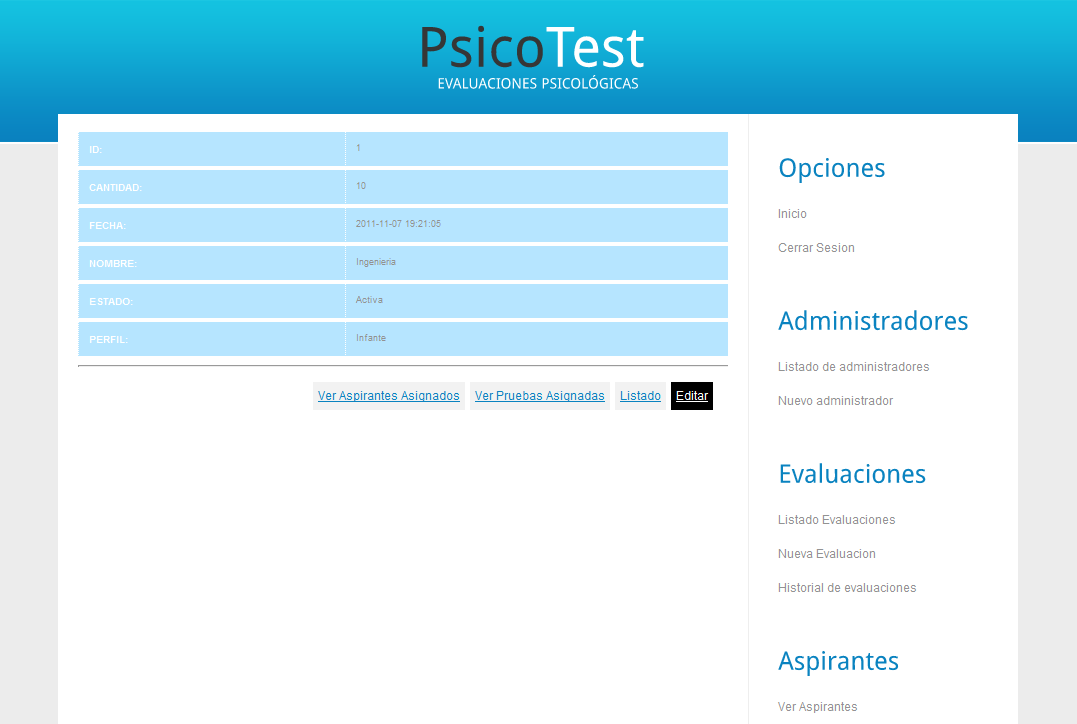 PsicoTest
EVALUACIONES PSICOLÓGICAS
ID: 1
CANTIDAD: 10
FECHA: 2011-11-07 19:21:05
NOMBRE: Ingenieria
ESTADO: Activa
PERFIL: Infante
Ver Aspirantes Asignados Ver Pruebas Asignadas Listado Editar
Opciones
Inicio
Cerrar Sesion
Administradores
Listado de administradores
Nuevo administrador
Evaluaciones
Listado Evaluaciones
Nueva Evaluacion
Historial de evaluaciones
Aspirantes
Ver Aspirantes